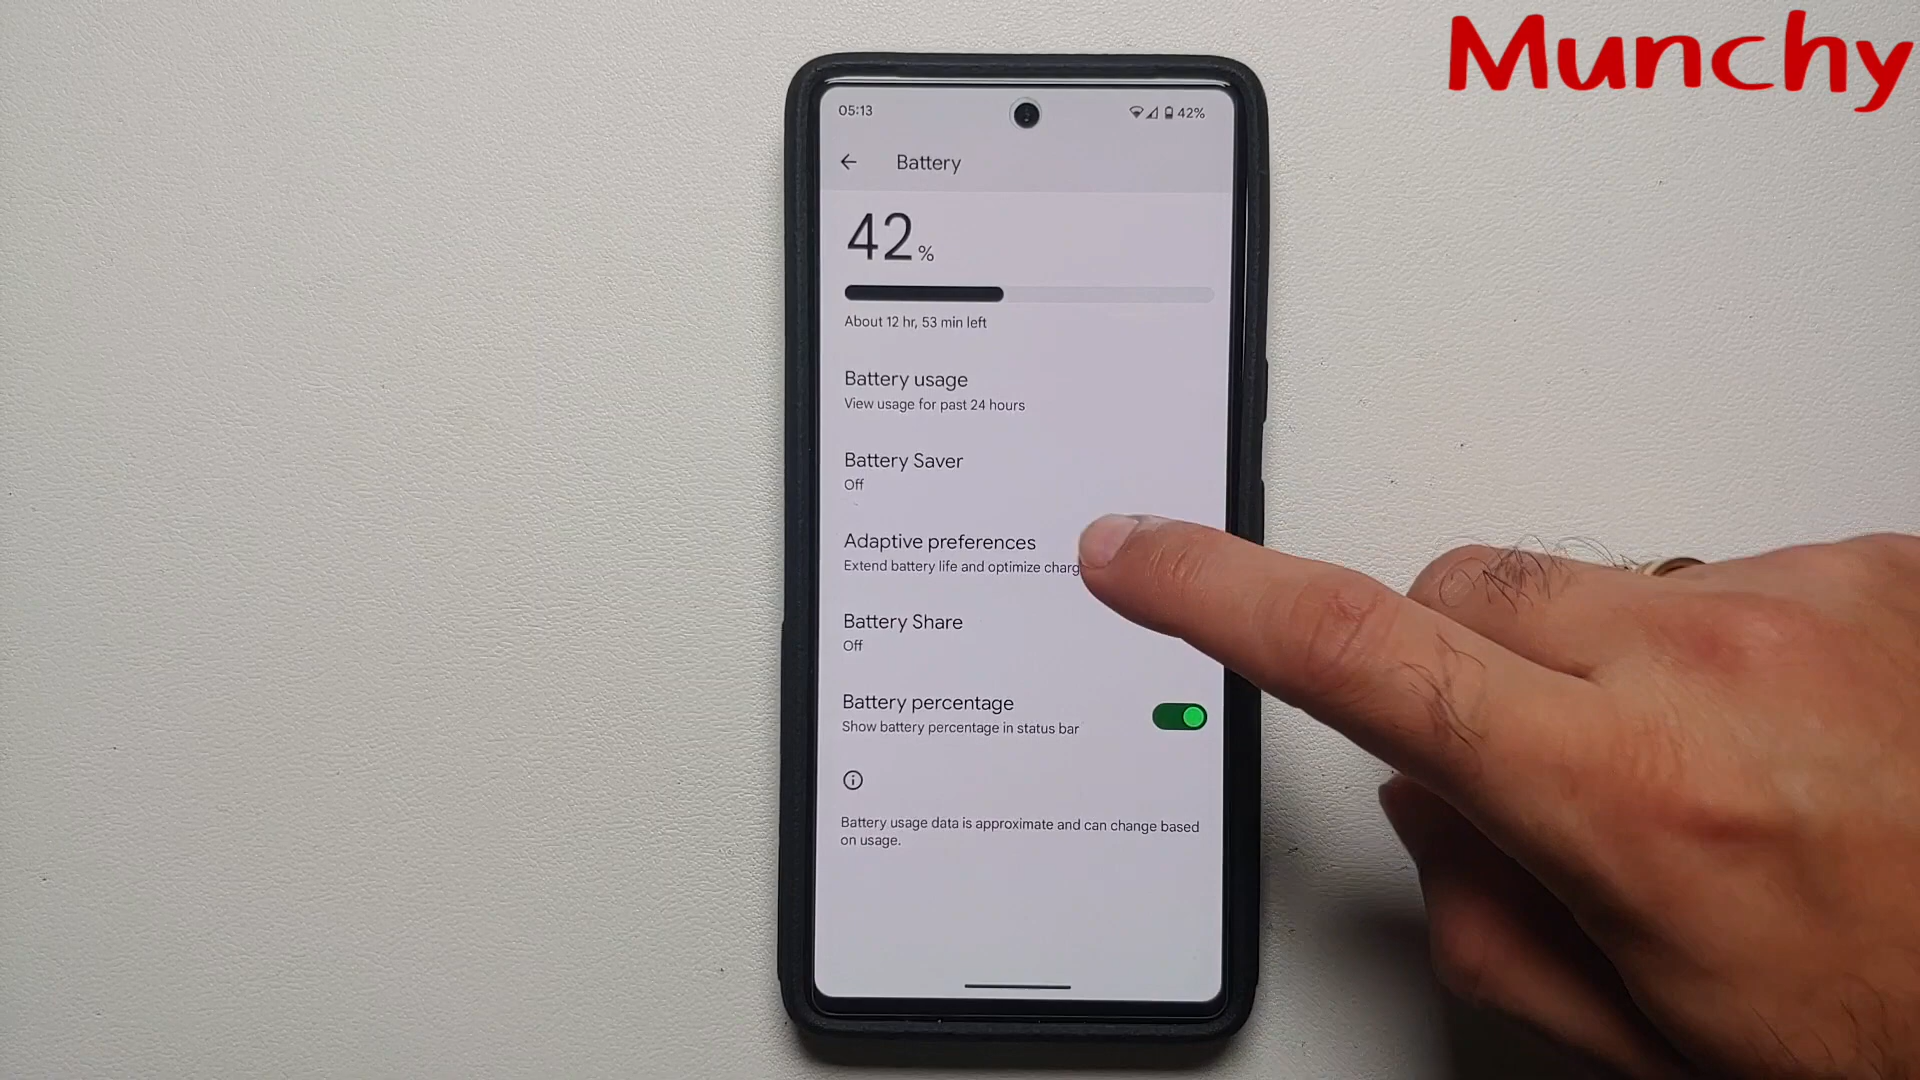 Munchy
05:13
42%
Battery
42%
About 12 hr, 53 min left
Battery usage
View usage for past 24 hours
Battery Saver
Off
Adaptive preferences
Extend battery life and optimize charg
Battery Share
Off
Battery percentage
Show battery percentage in status bar
Battery usage data is approximate and can change based
on usage.